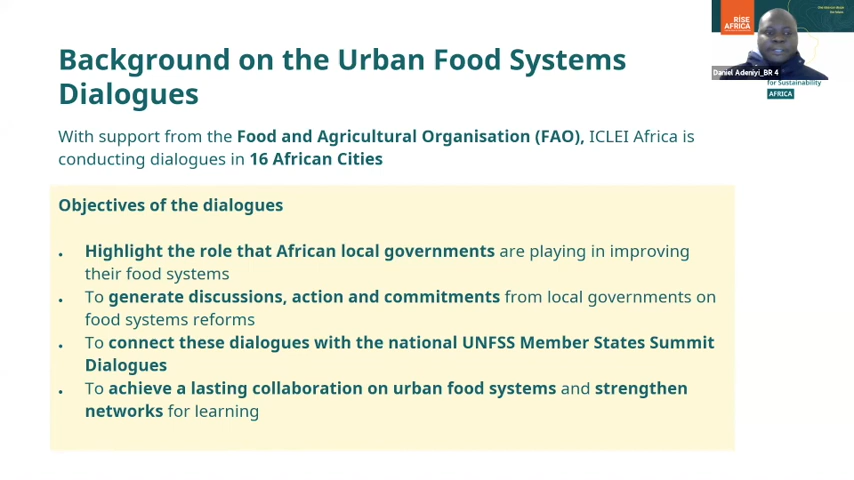 Background on the Urban Food Systems
Dialogues
With support from the Food and Agricultural Organisation (FAO), ICLEI Africa is
conducting dialogues in 16 African Cities
Objectives of the dialogues
• Highlight the role that African local governments are playing in improving
their food systems
• To generate discussions, action and commitments from local governments on
food systems reforms
• To connect these dialogues with the national UNFSS Member States Summit
Dialogues
• To achieve a lasting collaboration on urban food systems and strengthen
networks for learning
RISE
AFRICA
Daniel Adeniyi_BR 4
for Sustainability
AFRICA